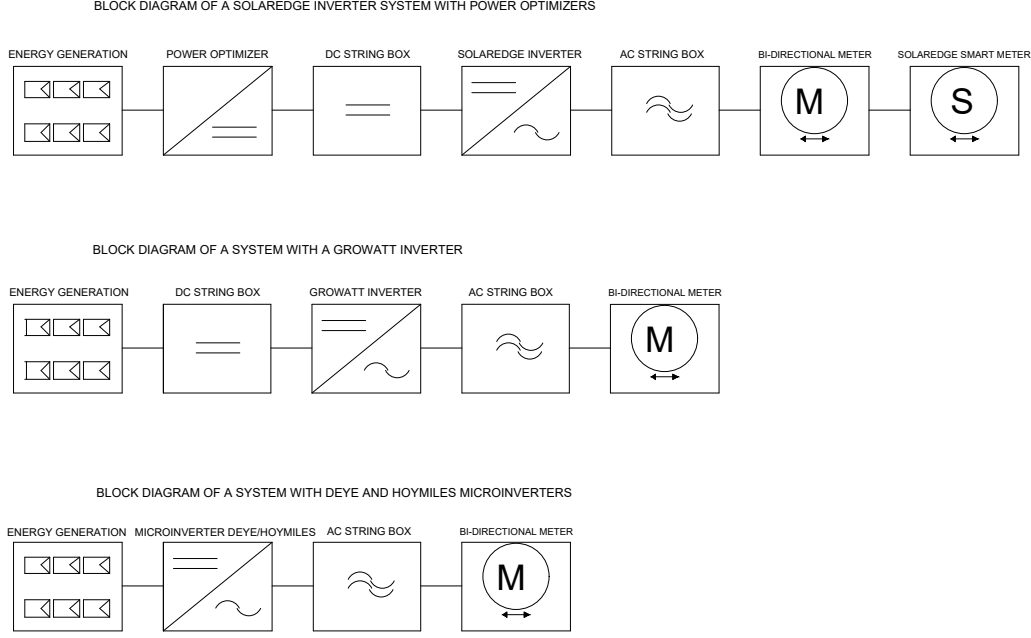 BLOCK DIAGRAM OF A SOLAREDGE INVERTER SYSTEM WITH POWER OPTIMIZERS
ENERGY GENERATION POWER OPTIMIZER DC STRING BOX SOLAREDGE INVERTER AC STRING BOX BI-DIRECTIONAL METER SOLAREDGE SMART METER
M S
BLOCK DIAGRAM OF A SYSTEM WITH A GROWATT INVERTER
ENERGY GENERATION DC STRING BOX GROWATT INVERTER AC STRING BOX BI-DIRECTIONAL METER
M
BLOCK DIAGRAM OF A SYSTEM WITH DEYE AND HOYMILES MICROINVERTERS
ENERGY GENERATION MICROINVERTER DEYE/HOYMILES AC STRING BOX BI-DIRECTIONAL METER
M